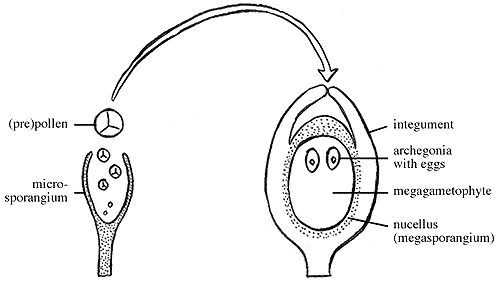 (pre)pollen
micro-
sporangium
integument
archegonia
with eggs
megagametophyte
nucellus
(megasporangium)